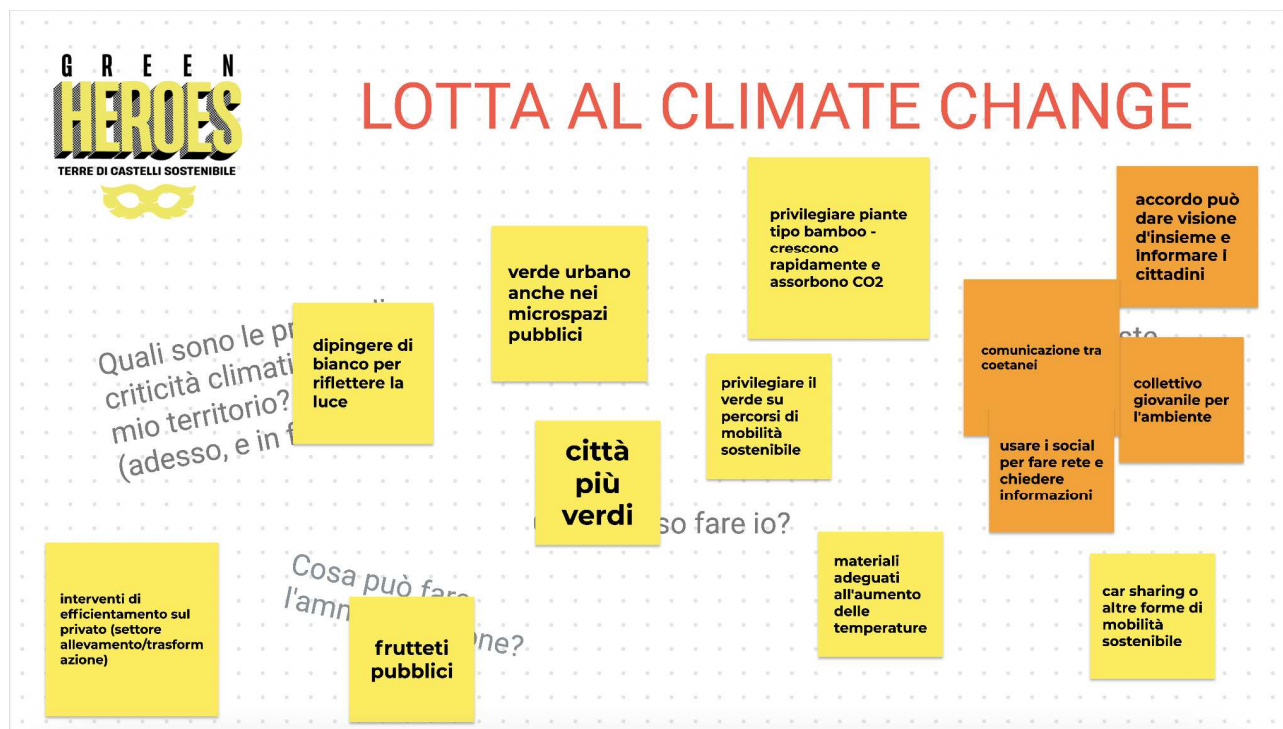 GREEN
HEROES
TERRE DI CASTELLI SOSTENIBILE
LOTTA AL CLIMATE CHANGE
Quali sono le
criticità
mio territorio?
(adesso, e in
dipingere di
bianco per
riflettere la
luce
verde urbano
anche nei
microspazi
pubblici
privilegiare piante
tipo bamboo -
crescono
rapidamente e
assorbono CO2
accordo può
dare visione
d'insieme e
informare I
cittadini
comunicazione tra
coetanei
collettivo
giovanile per
l'ambiente
usare i social
per fare rete e
chiedere
informazioni
privilegiare il
verde su
percorsi di
mobilità
sostenibile
città
più
verdi
fare io?
Cosa può
interventi di
efficientamento sul
privato (settore
allevamento/trasform
azione)
frutteti
pubblici
materiali
adeguati
all'aumento
delle
temperature
car sharing o
altre forme di
mobilità
sostenibile